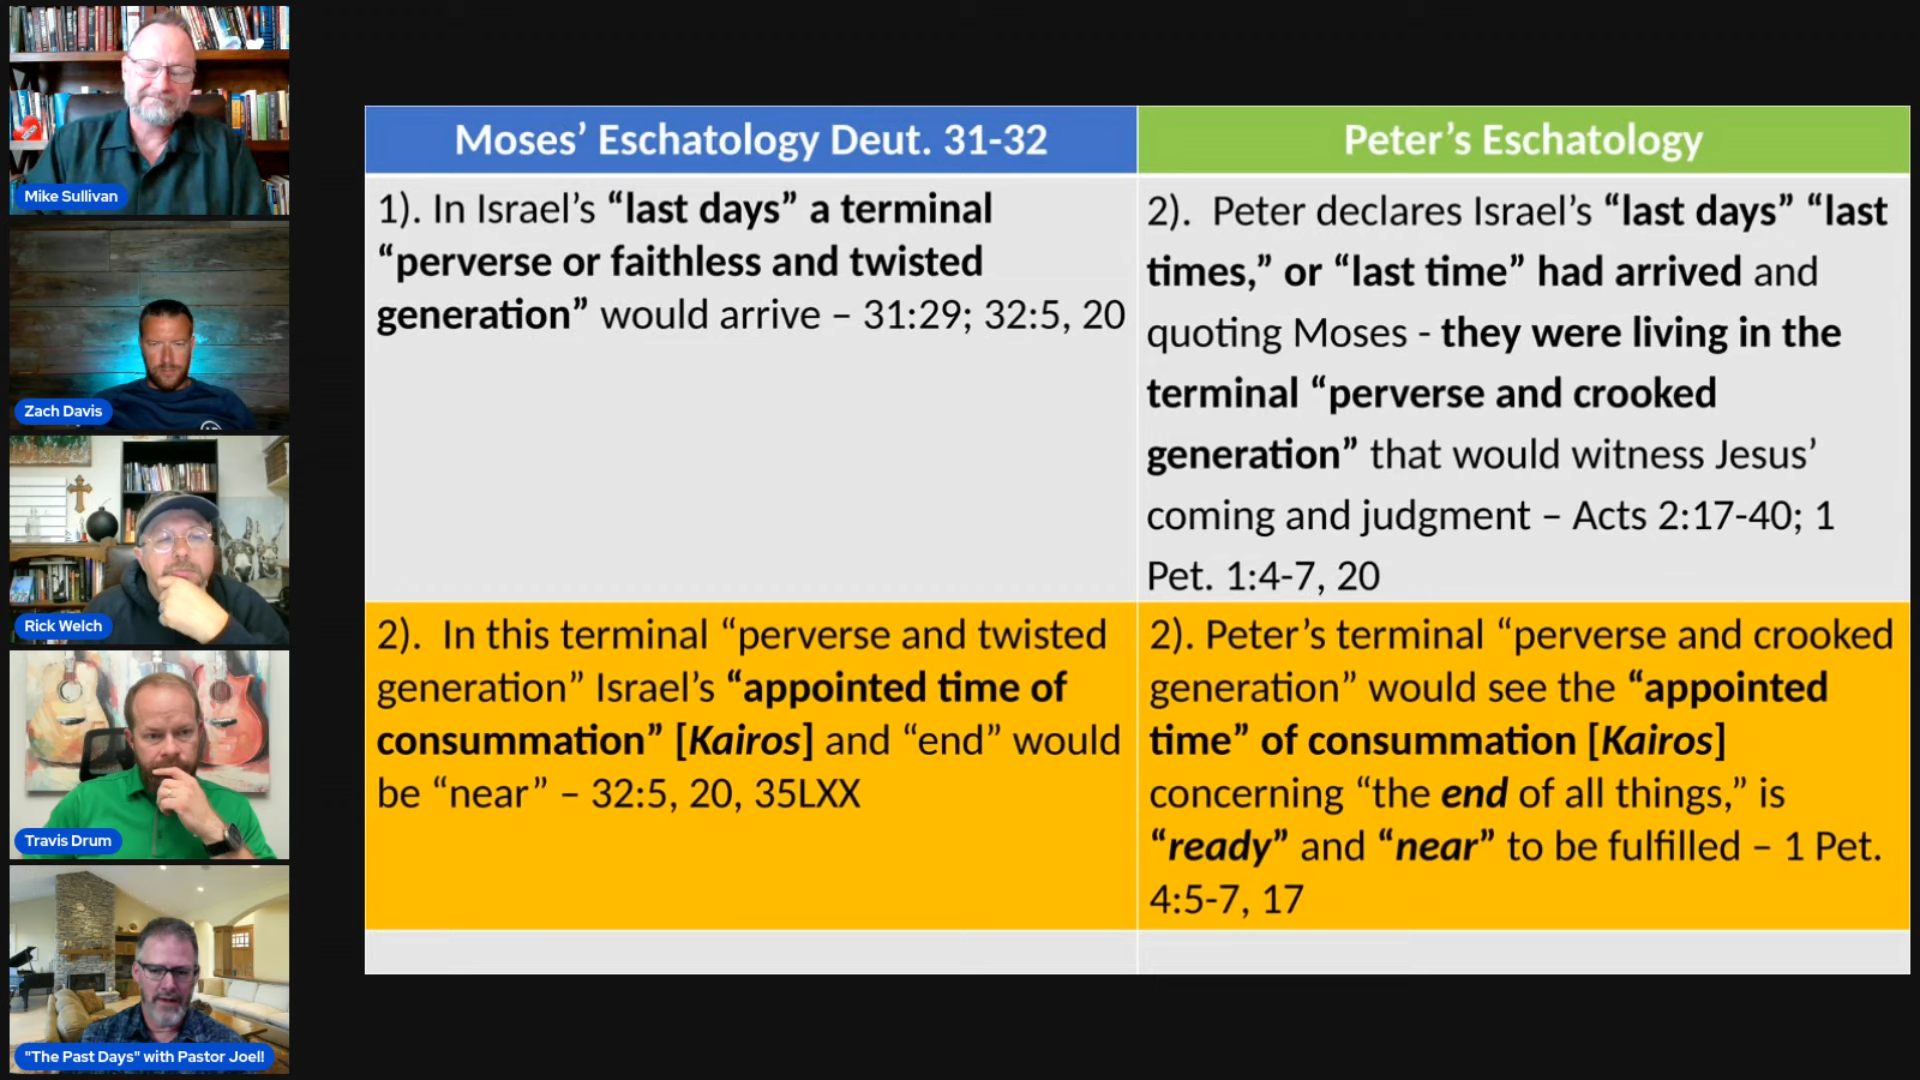 Mike Sullivan
Zach Davis
Rick Welch
Travis Drum
"The Past Days" with Pastor Joel!
Moses’ Eschatology Deut. 31-32
1). In Israel’s “last days” a terminal
“perverse or faithless and twisted
generation” would arrive – 31:29; 32:5, 20
2).  In this terminal “perverse and twisted
generation” Israel’s “appointed time of
consummation” [Kairos] and “end” would
be “near” – 32:5, 20, 35LXX
Peter’s Eschatology
2).  Peter declares Israel’s “last days” “last
times,” or “last time” had arrived and
quoting Moses - they were living in the
terminal “perverse and crooked
generation” that would witness Jesus’
coming and judgment – Acts 2:17-40; 1
Pet. 1:4-7, 20
2). Peter’s terminal “perverse and crooked
generation” would see the “appointed
time” of consummation [Kairos]
concerning “the end of all things,” is
“ready” and “near” to be fulfilled – 1 Pet.
4:5-7, 17